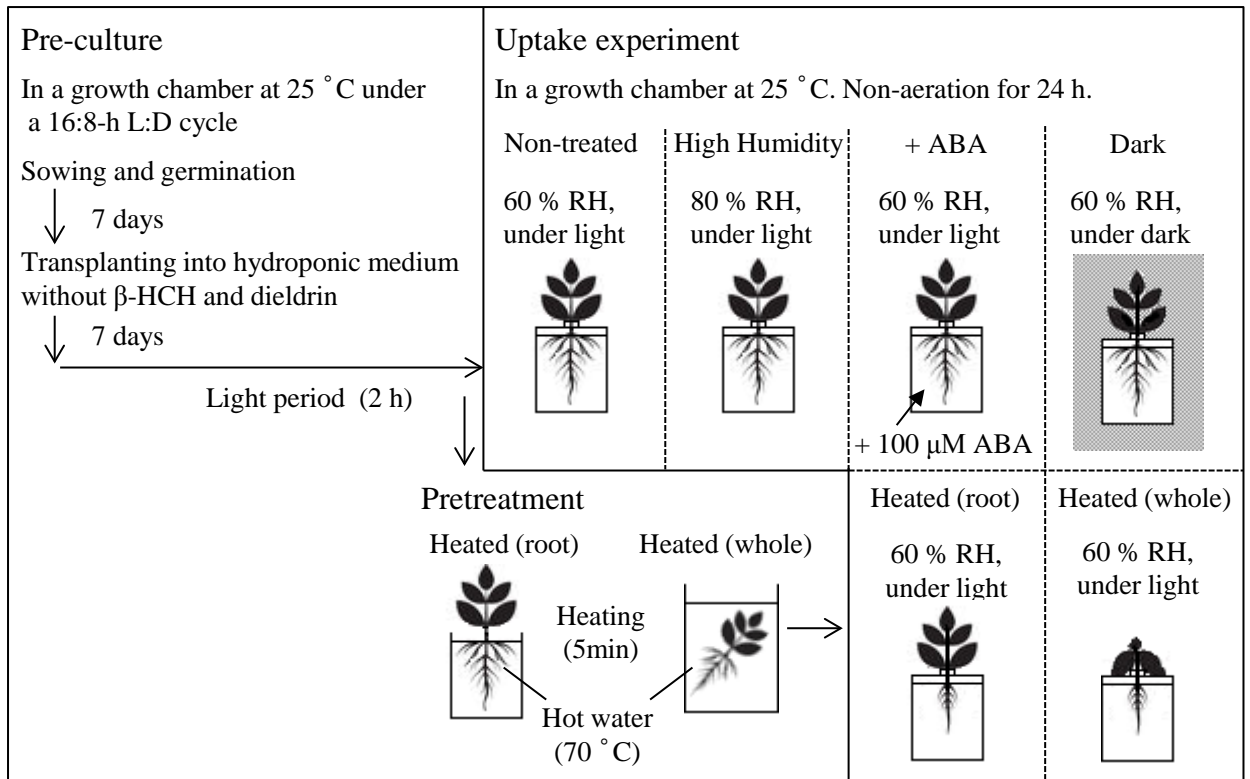 Pre-culture
In a growth chamber at 25 ˚C under
a 16:8-h L:D cycle
Sowing and germination
7 days
Transplanting into hydroponic medium
without β-HCH and dieldrin
7 days
Light period (2 h)
Uptake experiment
In a growth chamber at 25 ˚C. Non-aeration for 24 h.
Non-treated
60 % RH,
under light
High Humidity
80 % RH,
under light
+ ABA
60 % RH,
under light
+ 100 μM ABA
Dark
60 % RH,
under dark
Pretreatment
Heated (root)
Heated (whole)
Heating
(5min)
Hot water
(70 ˚C)
Heated (root)
60 % RH,
under light
Heated (whole)
60 % RH,
under light